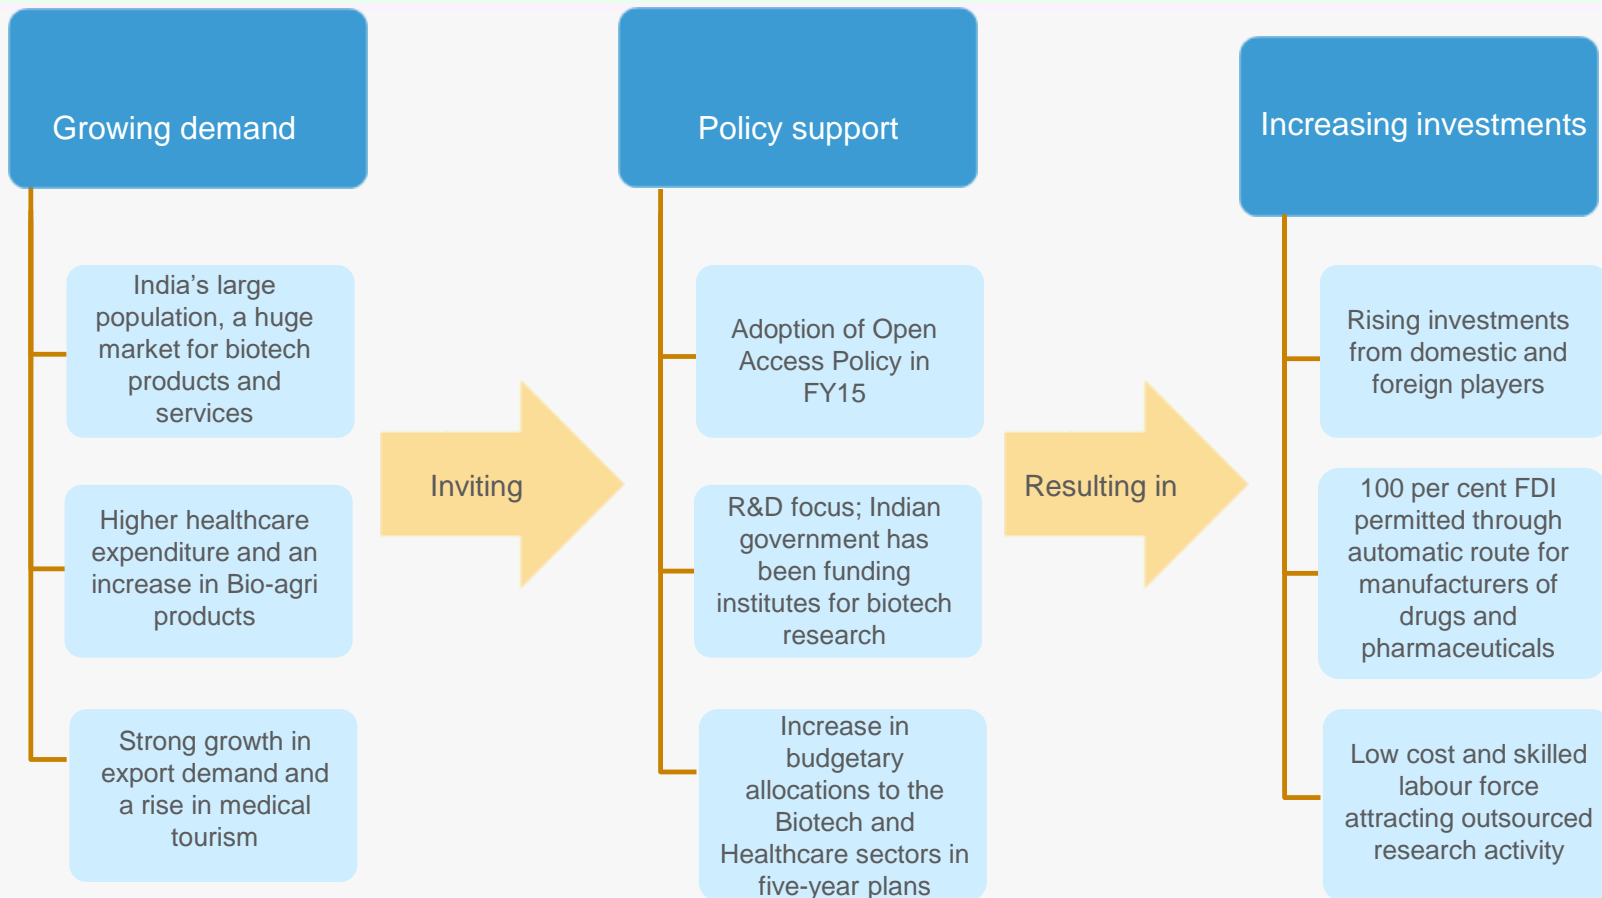 Growing demand
India’s large
population, a huge
market for biotech
products and
services
Higher healthcare
expenditure and an
increase in Bio-agri
products
Strong growth in
export demand and
a rise in medical
tourism
Inviting
Policy support
Adoption of Open
Access Policy in
FY15
R&D focus; Indian
government has
been funding
institutes for biotech
research
Increase in
budgetary
allocations to the
Biotech and
Healthcare sectors in
five-year plans
Resulting in
Increasing investments
Rising investments
from domestic and
foreign players
100 per cent FDI
permitted through
automatic route for
manufacturers of
drugs and
pharmaceuticals
Low cost and skilled
labour force
attracting outsourced
research activity